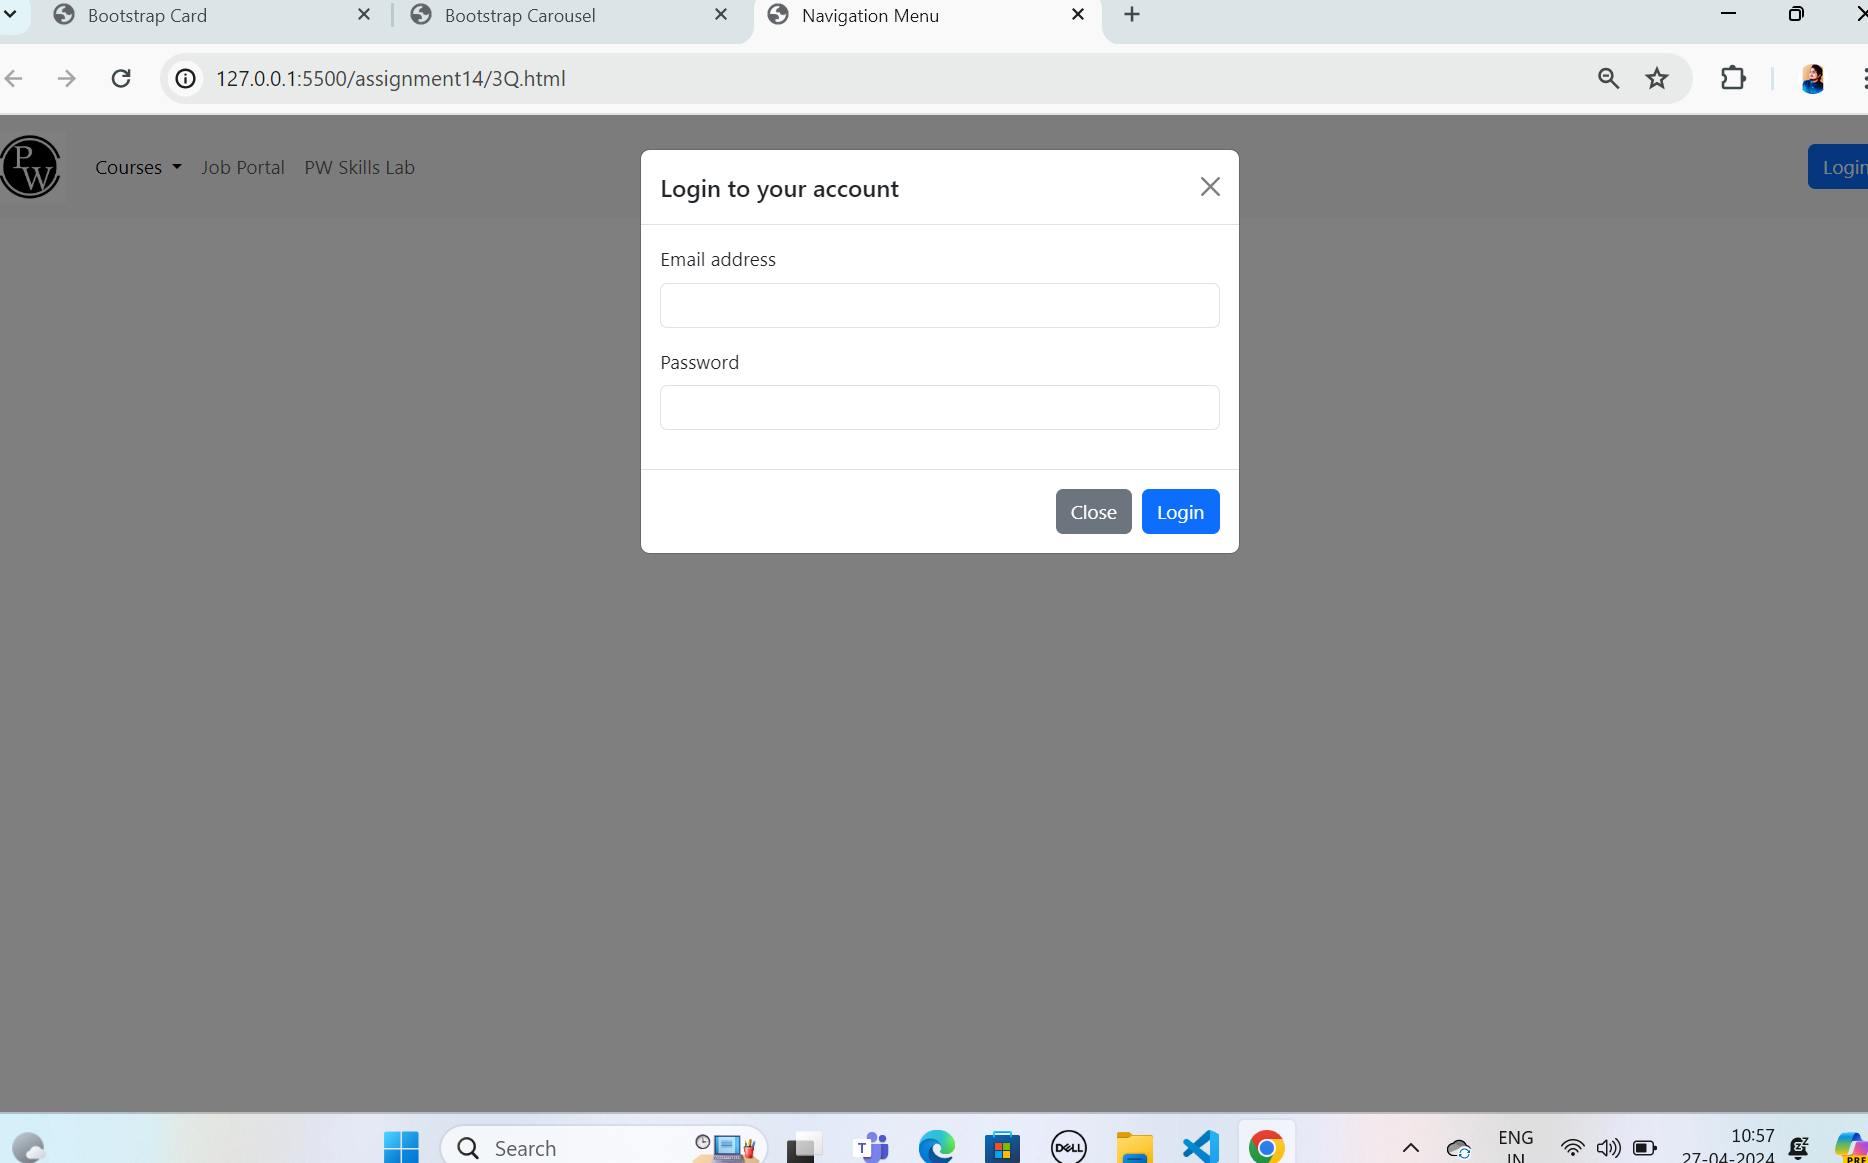 Bootstrap Card
Bootstrap Carousel
Navigation Menu
127.0.0.1:5500/assignment14/3Q.html
PW
Courses
Job Portal
PW Skills Lab
Login
Login to your account
Email address
Password
Close
Login
Search
T
DELL
ENG
IN
10:57
27-04-2024
PRE